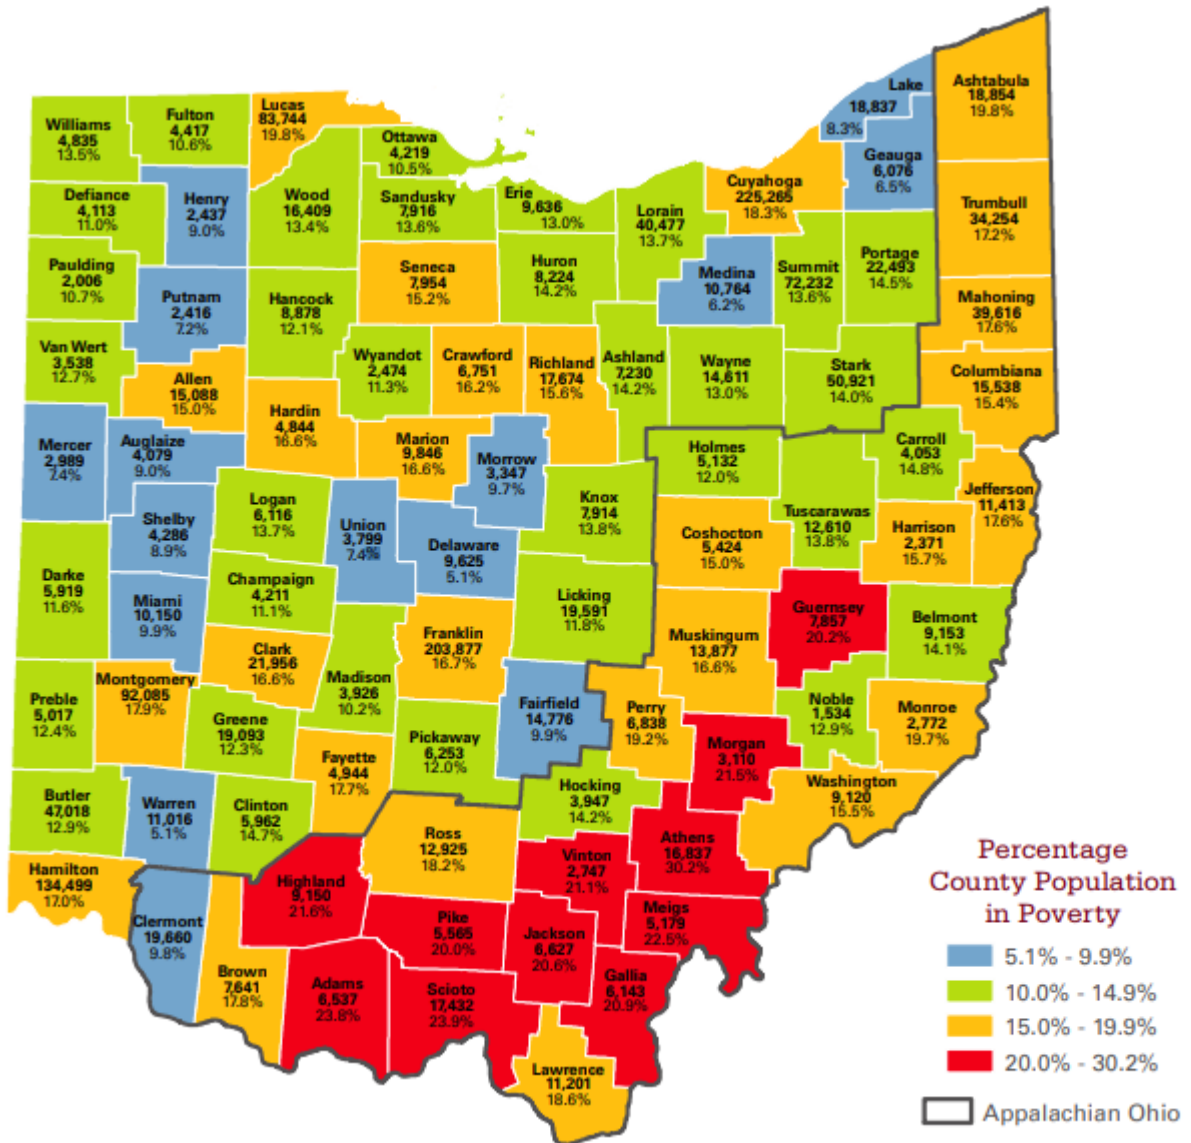 Lake
18,837
8.3%
Ashtabula
18,854
19.8%
Williams
4,835
13.5%
Fulton
4,417
10.6%
Lucas
83,744
19.8%
Ottawa
4,219
10.5%
Geauga
6,076
6.5%
Defiance
4,113
11.0%
Henry
2,437
9.0%
Wood
16,409
13.4%
Sandusky
7,916
13.6%
Erie
9,636
13.0%
Lorain
40,477
13.7%
Cuyahoga
225,265
18.3%
Trumbull
34,254
17.2%
Paulding
2,006
10.7%
Putnam
2,416
7.2%
Hancock
8,878
12.1%
Seneca
7,954
15.2%
Huron
8,224
14.2%
Medina
10,764
6.2%
Summit
72,232
13.6%
Portage
22,493
14.5%
Mahoning
39,616
17.6%
Van Wert
3,538
12.7%
Allen
15,088
15.0%
Wyandot
2,474
11.3%
Crawford
6,751
16.2%
Richland
17,674
15.6%
Ashland
7,230
14.2%
Wayne
14,611
13.0%
Stark
50,921
14.0%
Columbiana
15,538
15.4%
Mercer
2,989
7.4%
Auglaize
4,079
9.0%
Hardin
4,844
16.6%
Marion
9,846
16.6%
Morrow
3,347
9.7%
Holmes
5,132
12.0%
Carroll
4,053
14.8%
Shelby
4,286
8.9%
Logan
6,116
13.7%
Union
3,799
7.4%
Delaware
9,625
5.1%
Knox
7,914
13.8%
Coshocton
5,424
15.0%
Tuscarawas
12,610
13.8%
Harrison
2,371
15.7%
Jefferson
11,413
17.6%
Darke
5,919
11.6%
Miami
10,150
9.9%
Champaign
4,211
11.1%
Licking
19,591
11.8%
Guernsey
7,857
20.2%
Belmont
9,153
14.1%
Clark
21,956
16.6%
Madison
3,926
10.2%
Franklin
203,877
16.7%
Muskingum
13,877
16.6%
Preble
5,017
12.4%
Montgomery
92,085
17.9%
Greene
19,093
12.3%
Pickaway
6,253
12.0%
Fairfield
14,776
9.9%
Perry
6,838
19.2%
Noble
1,534
12.9%
Monroe
2,772
19.7%
Fayette
4,944
17.7%
Morgan
3,110
21.5%
Washington
9,120
15.5%
Butler
47,018
12.9%
Warren
11,016
5.1%
Clinton
5,962
14.7%
Hocking
3,947
14.2%
Ross
12,925
18.2%
Athens
16,837
30.2%
Vinton
2,747
21.1%
Hamilton
134,499
17.0%
Highland
9,150
21.6%
Clermont
19,660
9.8%
Pike
5,565
20.0%
Jackson
6,627
20.6%
Meigs
5,179
22.5%
Brown
7,641
17.8%
Adams
6,537
23.8%
Scioto
17,432
23.9%
Gallia
6,143
20.9%
Lawrence
11,201
18.6%
Percentage
County Population
in Poverty
5.1% - 9.9%
10.0% - 14.9%
15.0% - 19.9%
20.0% - 30.2%
Appalachian Ohio